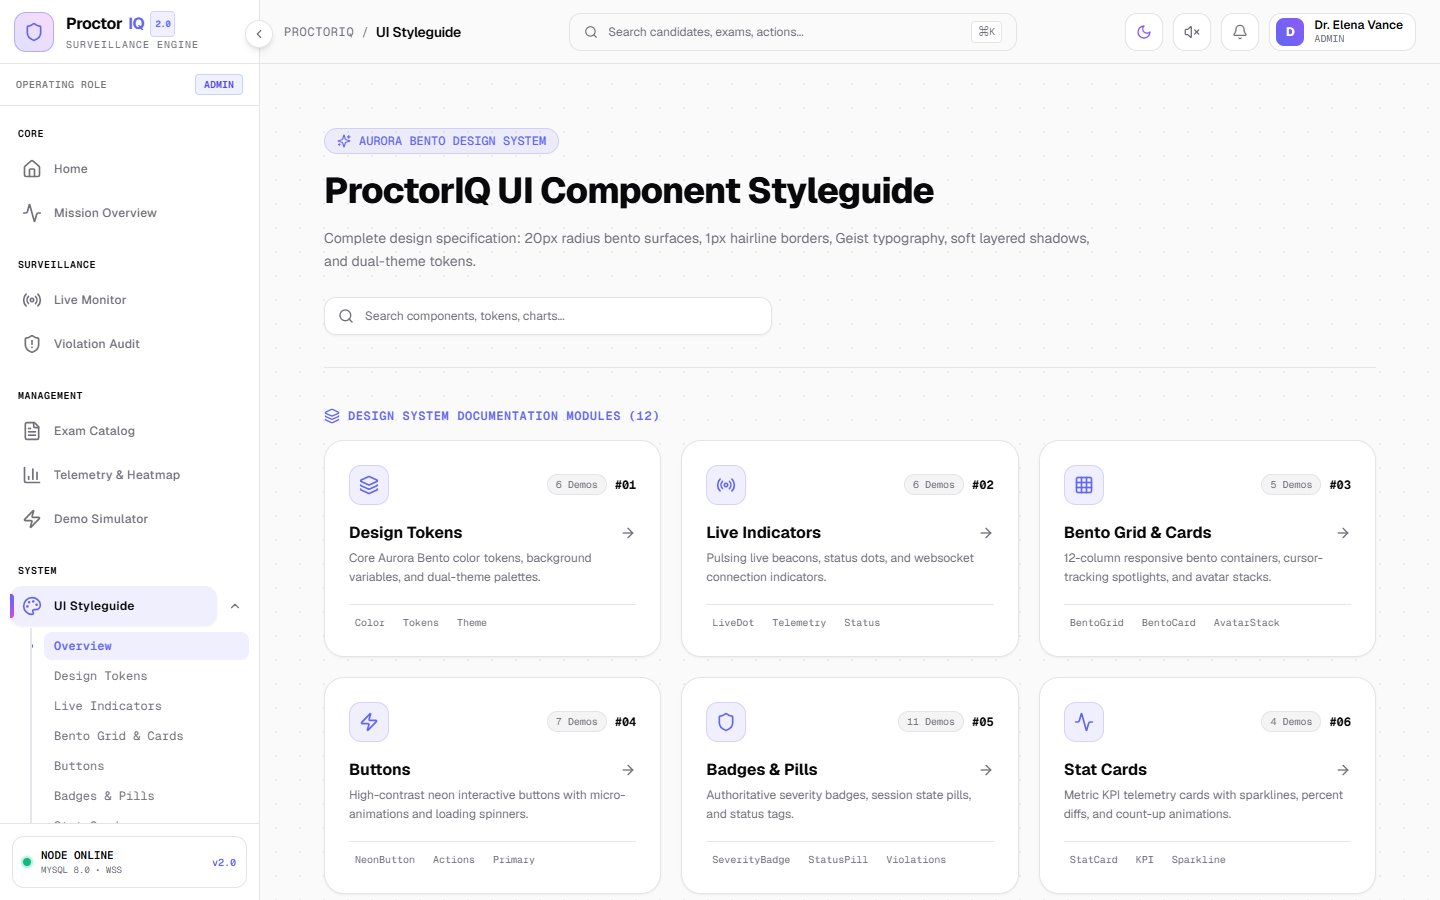 Proctor IQ 2.0
SURVEILLANCE ENGINE
OPERATING ROLE ADMIN
CORE
Home
Mission Overview
SURVEILLANCE
Live Monitor
Violation Audit
MANAGEMENT
Exam Catalog
Telemetry & Heatmap
Demo Simulator
SYSTEM
UI Styleguide
Overview
Design Tokens
Live Indicators
Bento Grid & Cards
Buttons
Badges & Pills
NODE ONLINE
MYSQL 8.0 • WSS
v2.0
PROCTORIQ / UI Styleguide
Search candidates, exams, actions...
⌘K
D
Dr. Elena Vance
ADMIN
AURORA BENTO DESIGN SYSTEM
ProctorIQ UI Component Styleguide
Complete design specification: 20px radius bento surfaces, 1px hairline borders, Geist typography, soft layered shadows,
and dual-theme tokens.
Search components, tokens, charts...
DESIGN SYSTEM DOCUMENTATION MODULES (12)
6 Demos #01
Design Tokens
Core Aurora Bento color tokens, background
variables, and dual-theme palettes.
Color Tokens Theme
6 Demos #02
Live Indicators
Pulsing live beacons, status dots, and websocket
connection indicators.
LiveDot Telemetry Status
5 Demos #03
Bento Grid & Cards
12-column responsive bento containers, cursor-
tracking spotlights, and avatar stacks.
BentoGrid BentoCard AvatarStack
7 Demos #04
Buttons
High-contrast neon interactive buttons with micro-
animations and loading spinners.
NeonButton Actions Primary
11 Demos #05
Badges & Pills
Authoritative severity badges, session state pills,
and status tags.
SeverityBadge StatusPill Violations
4 Demos #06
Stat Cards
Metric KPI telemetry cards with sparklines, percent
diffs, and count-up animations.
StatCard KPI Sparkline